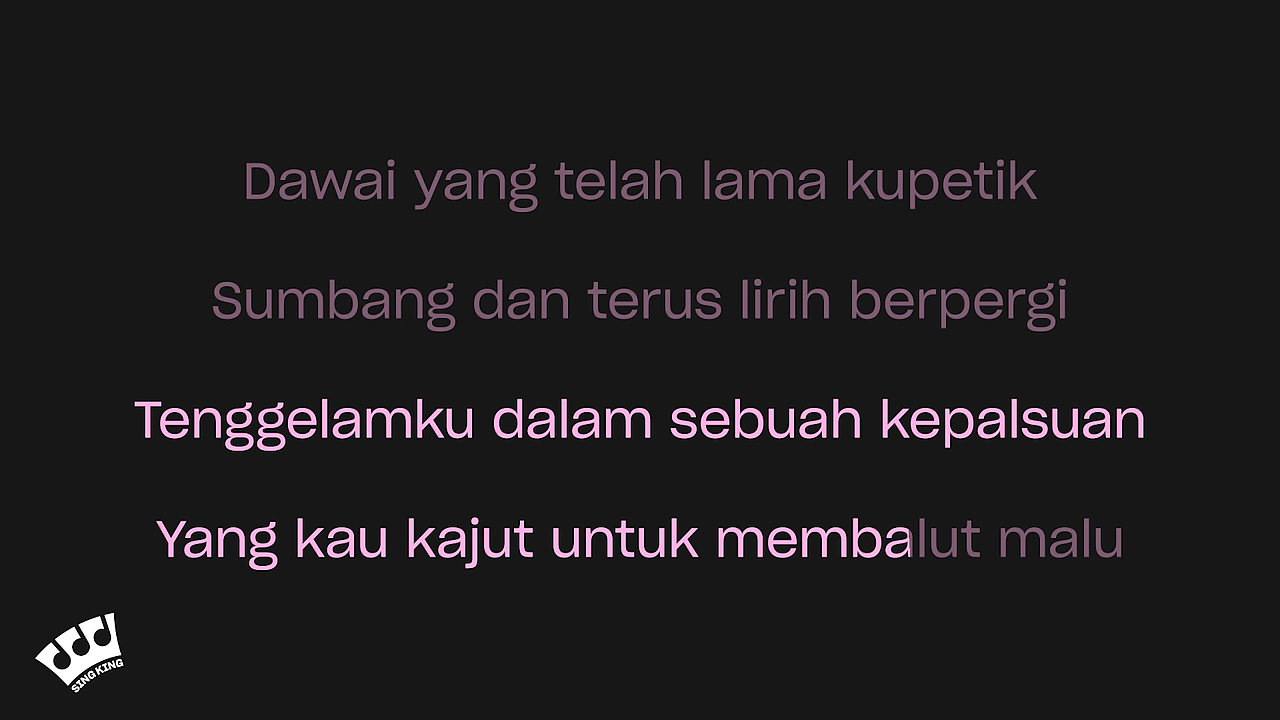 Dawai yang telah lama kupetik
Sumbang dan terus lirih berpergi
Tenggelamku dalam sebuah kepalsuan
Yang kau kajut untuk membalut malu
SING KING